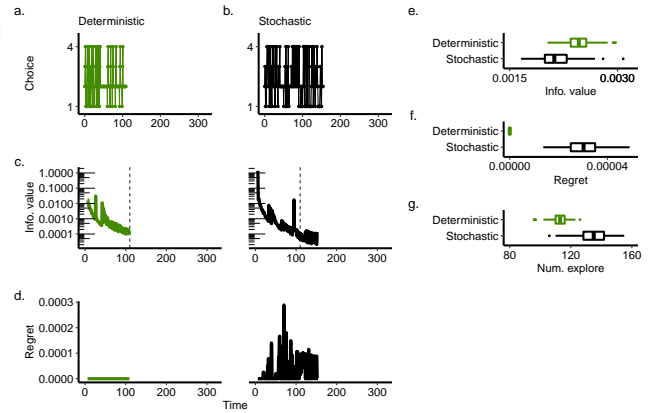 a.
Deterministic
b.
Stochastic
Choice
4
1
0 100 200 300
4
1
0 100 200 300
c.
Info. value
1.0000
0.1000
0.0100
0.0010
0.0001
0 100 200 300
0 100 200 300
d.
Regret
0.0003
0.0002
0.0001
0.0000
0 100 200 300
0 100 200 300
Time
e.
Deterministic
Stochastic
0.0015 0.0030
Info. value
f.
Deterministic
Stochastic
0.00000 0.00004
Regret
g.
Deterministic
Stochastic
80 120 160
Num. explore